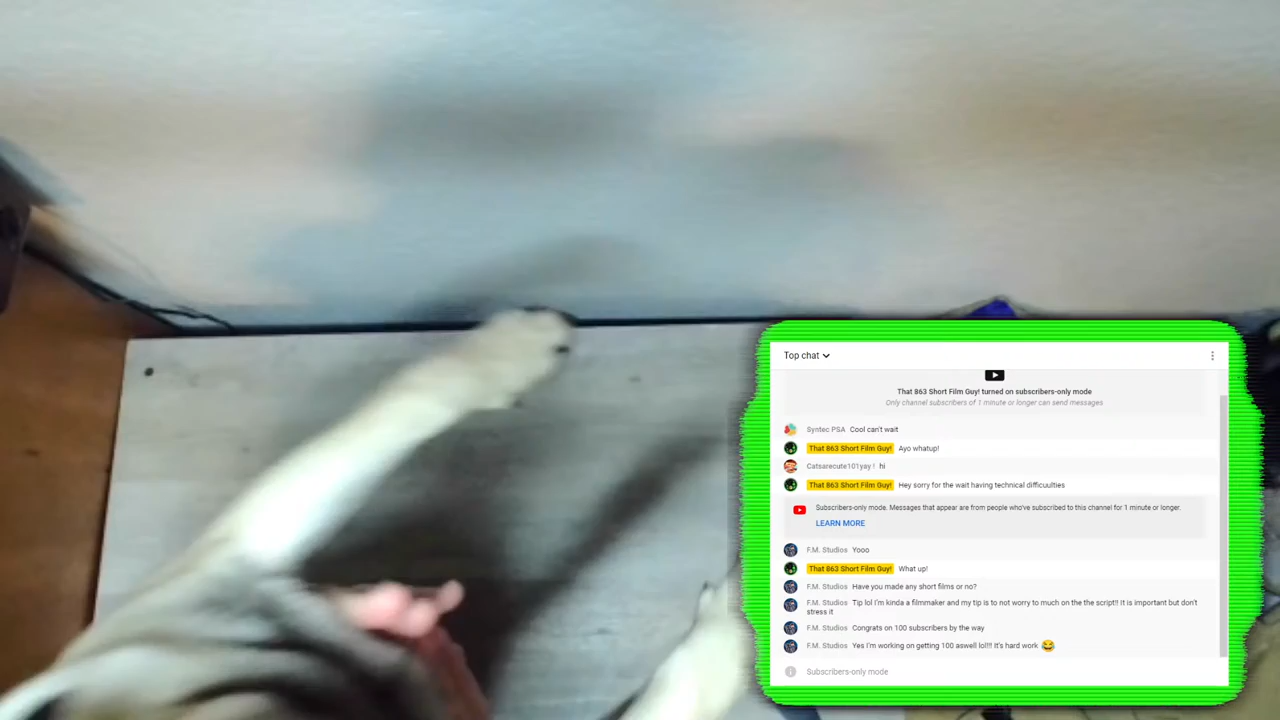 Top chat
That 863 Short Film Guy! turned on subscribers-only mode
Only channel subscribers of 1 minute or longer can send messages
Syntec PSA Cool can't wait
That 863 Short Film Guy! Ayo whatup!
Catsarecute101yay ! hi
That 863 Short Film Guy! Hey sorry for the wait having technical difficuulties
Subscribers-only mode. Messages that appear are from people who've subscribed to this channel for 1 minute or longer.
LEARN MORE
F.M. Studios Yooo
That 863 Short Film Guy! What up!
F.M. Studios Have you made any short films or no?
F.M. Studios Tip lol I'm kinda a filmmaker and my tip is to not worry to much on the the script!! It is important but don't
stress it
F.M. Studios Congrats on 100 subscribers by the way
F.M. Studios Yes I'm working on getting 100 aswell lol!!! It's hard work 😂
Subscribers-only mode